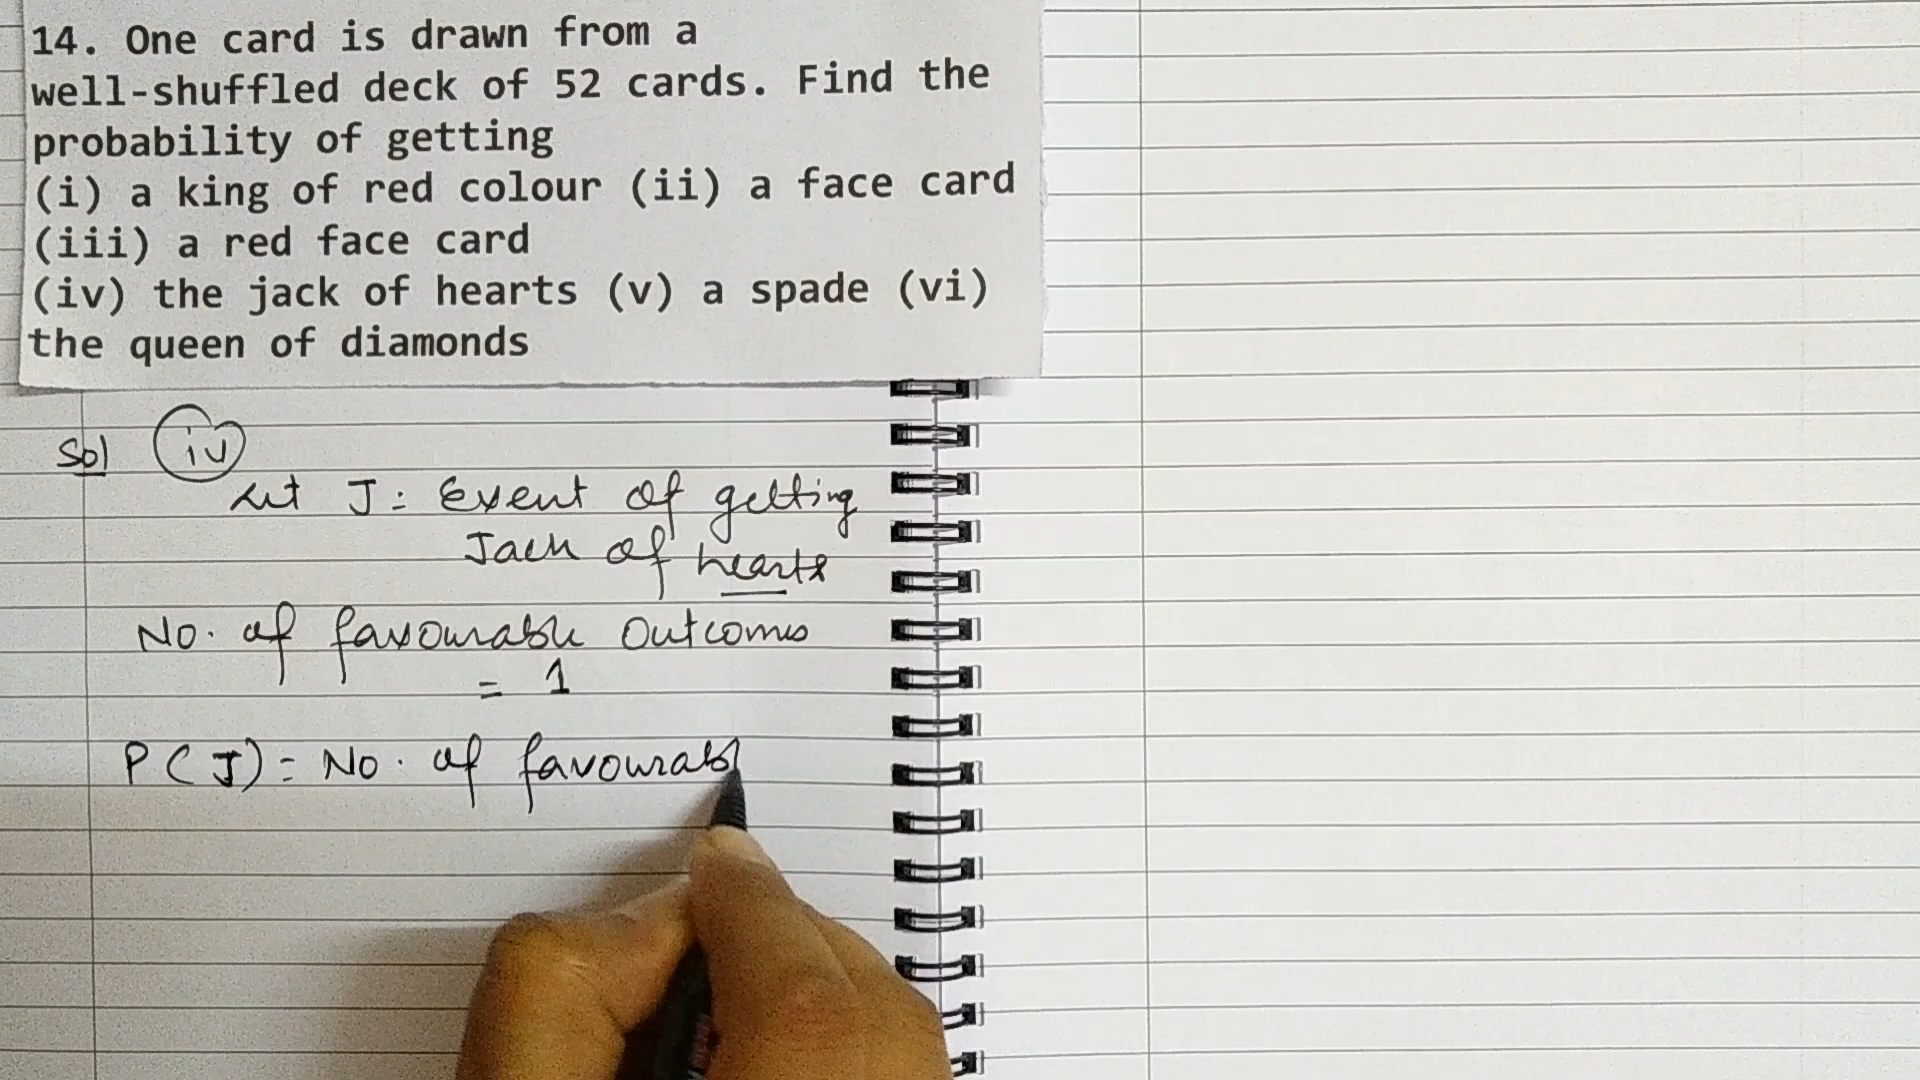 14. One card is drawn from a
well-shuffled deck of 52 cards. Find the
probability of getting
(i) a king of red colour (ii) a face card
(iii) a red face card
(iv) the jack of hearts (v) a spade (vi)
the queen of diamonds
Sol iv
Let J: Event of getting
Jack of hearts
No. of favourable Outcomes
= 1
P(J) = No. of favourabl